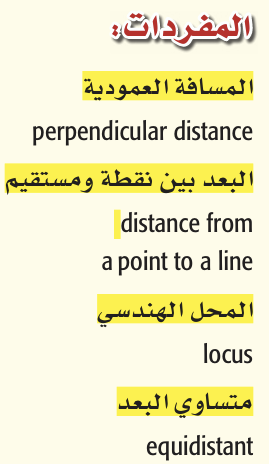 المفردات:
المسافة العمودية
perpendicular distance
البعد بين نقطة ومستقيم
distance from
a point to a line
المحل الهندسي
locus
متساوي البعد
equidistant